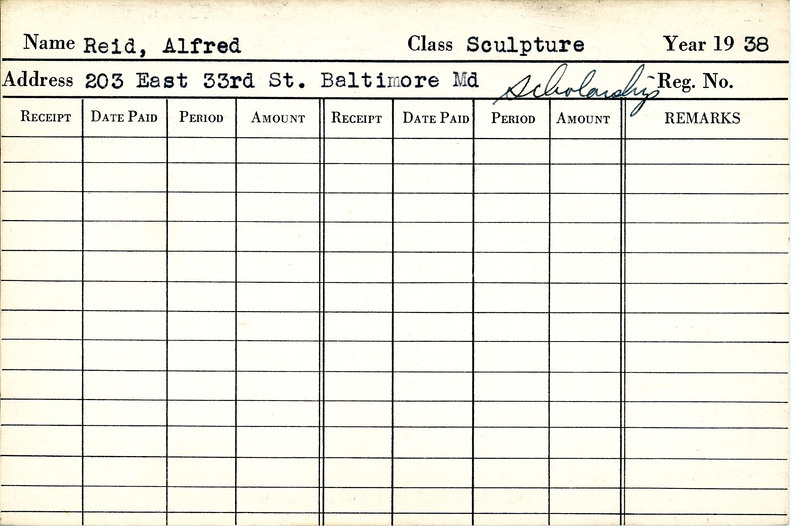 Name Reid, Alfred Class Sculpture Year 19 38
Address 203 East 33rd St. Baltimore Md Scholarship Reg. No.
RECEIPT DATE PAID PERIOD AMOUNT RECEIPT DATE PAID PERIOD AMOUNT REMARKS